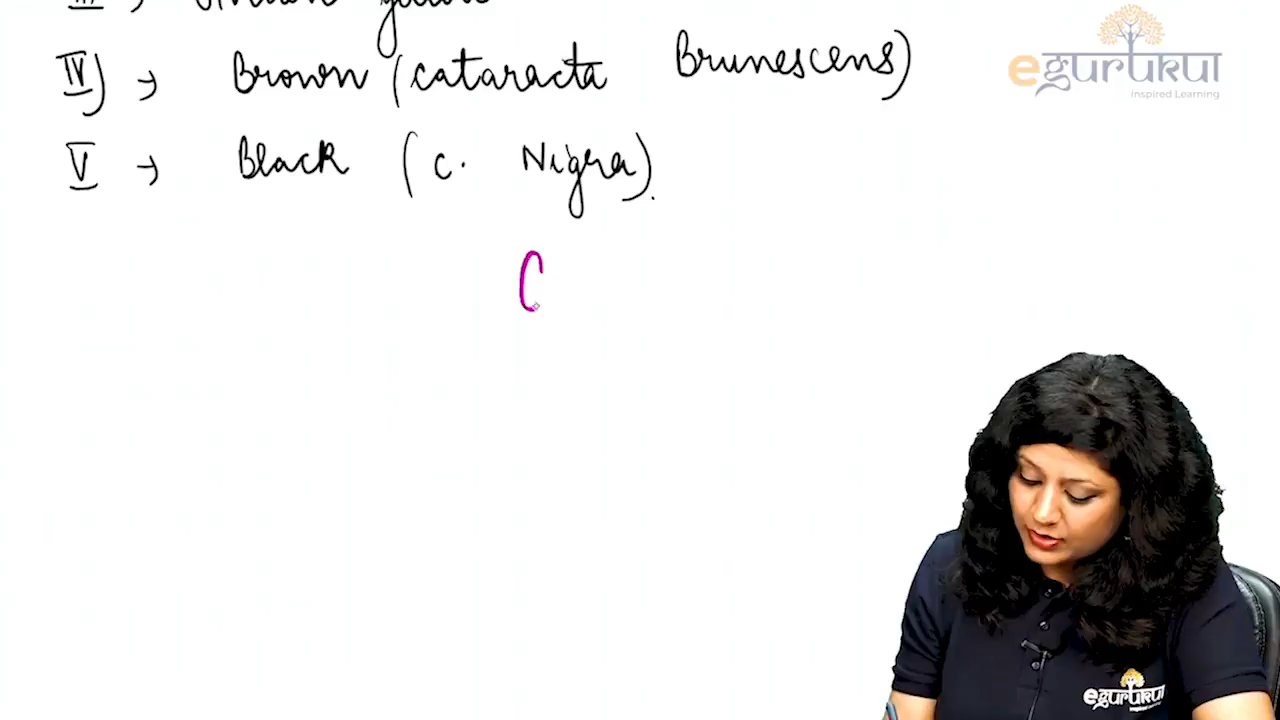 IV) → Brown (cataracta Brunescens)
V → Black (c. Nigra).
C
egurukul
inspired Learning
egurukul